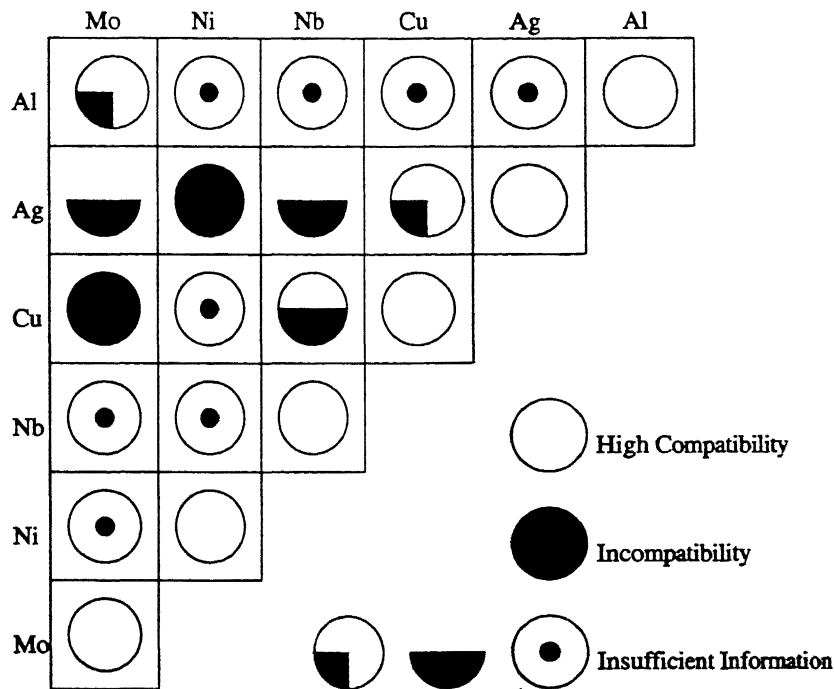 Mo Ni Nb Cu Ag Al
Al
Ag
Cu
Nb
High Compatibility
Ni
Incompatibility
Mo
Insufficient Information